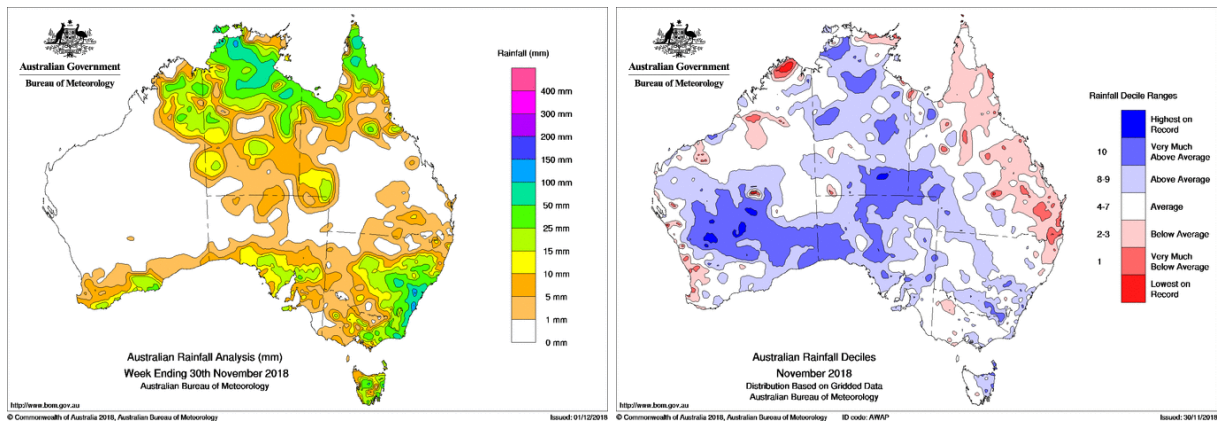 Australian Government
Bureau of Meteorology
Rainfall (mm)
400 mm
300 mm
200 mm
150 mm
100 mm
50 mm
25 mm
15 mm
10 mm
5 mm
1 mm
0 mm
Australian Rainfall Analysis (mm)
Week Ending 30th November 2018
Australian Bureau of Meteorology
http://www.bom.gov.au
© Commonwealth of Australia 2018, Australian Bureau of Meteorology
Issued: 01/12/2018
Australian Government
Bureau of Meteorology
Rainfall Decile Ranges
Highest on
Record
10
Very Much
Above Average
8-9
Above Average
4-7
Average
2-3
Below Average
1
Very Much
Below Average
Lowest on
Record
Australian Rainfall Deciles
November 2018
Distribution Based on Gridded Data
Australian Bureau of Meteorology
http://www.bom.gov.au
© Commonwealth of Australia 2018, Australian Bureau of Meteorology
ID code: AWAP
Issued: 30/11/2018